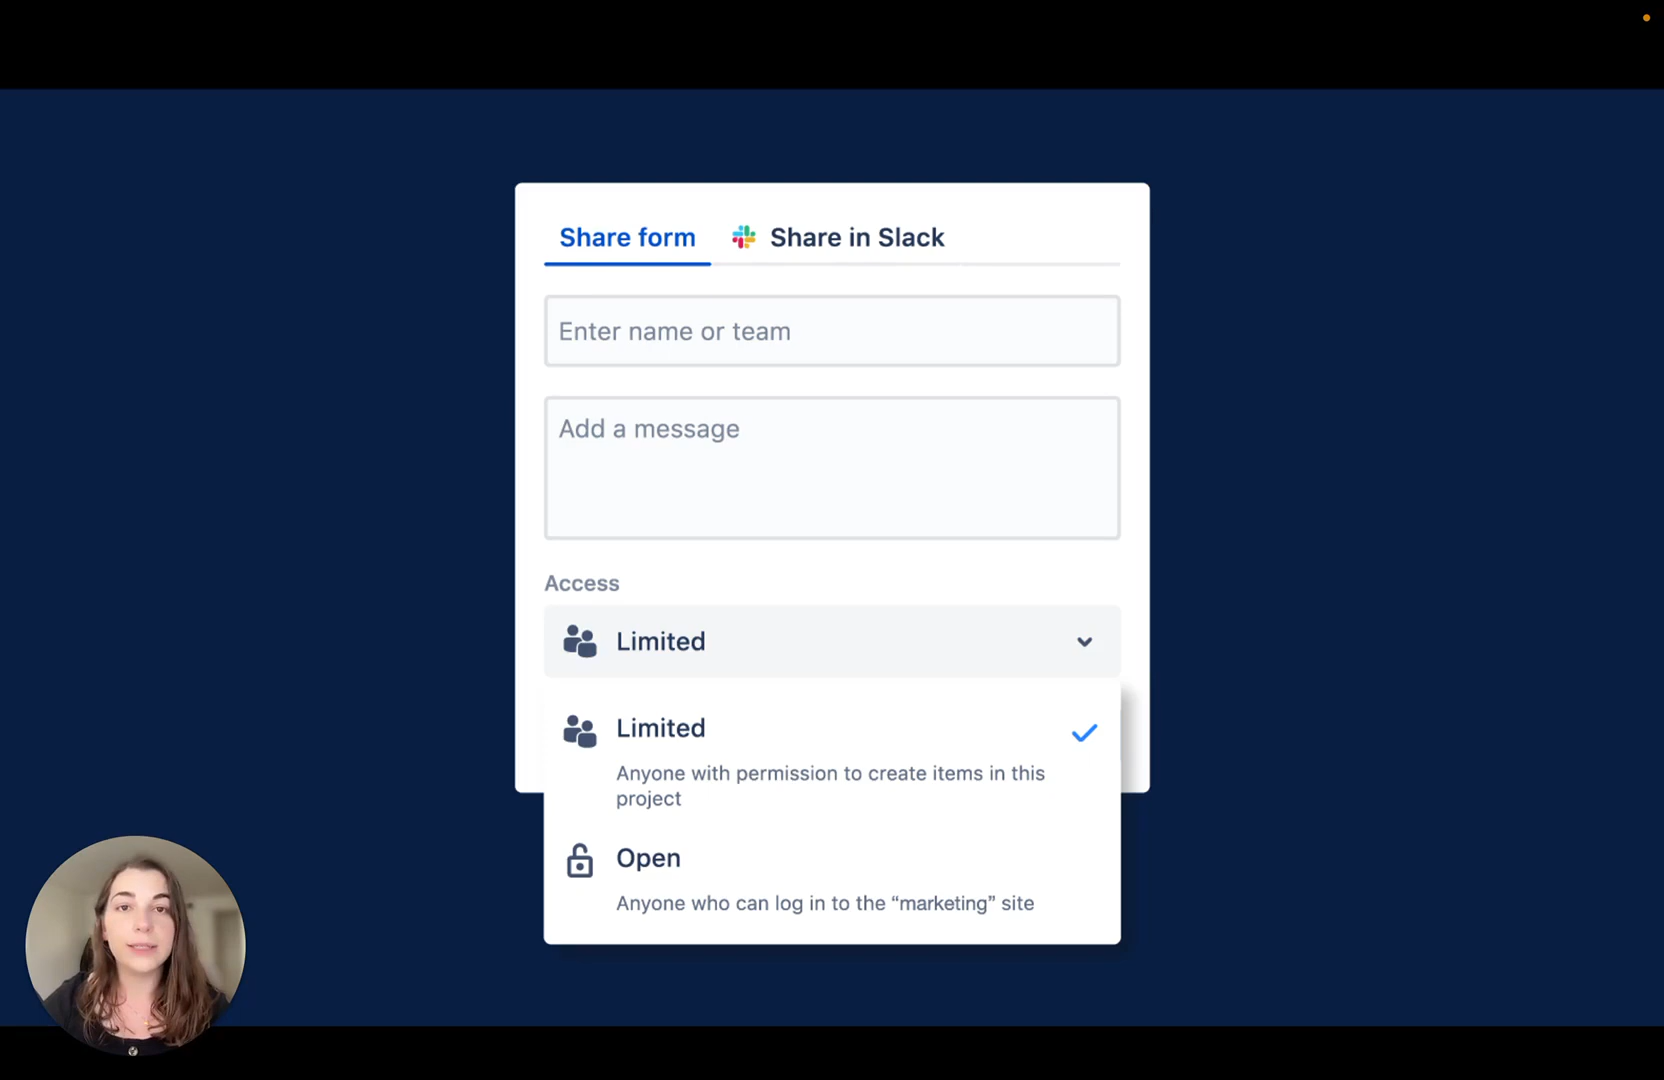 Share form
Share in Slack
Enter name or team
Add a message
Access
Limited
Limited
Anyone with permission to create items in this
project
Open
Anyone who can log in to the “marketing” site